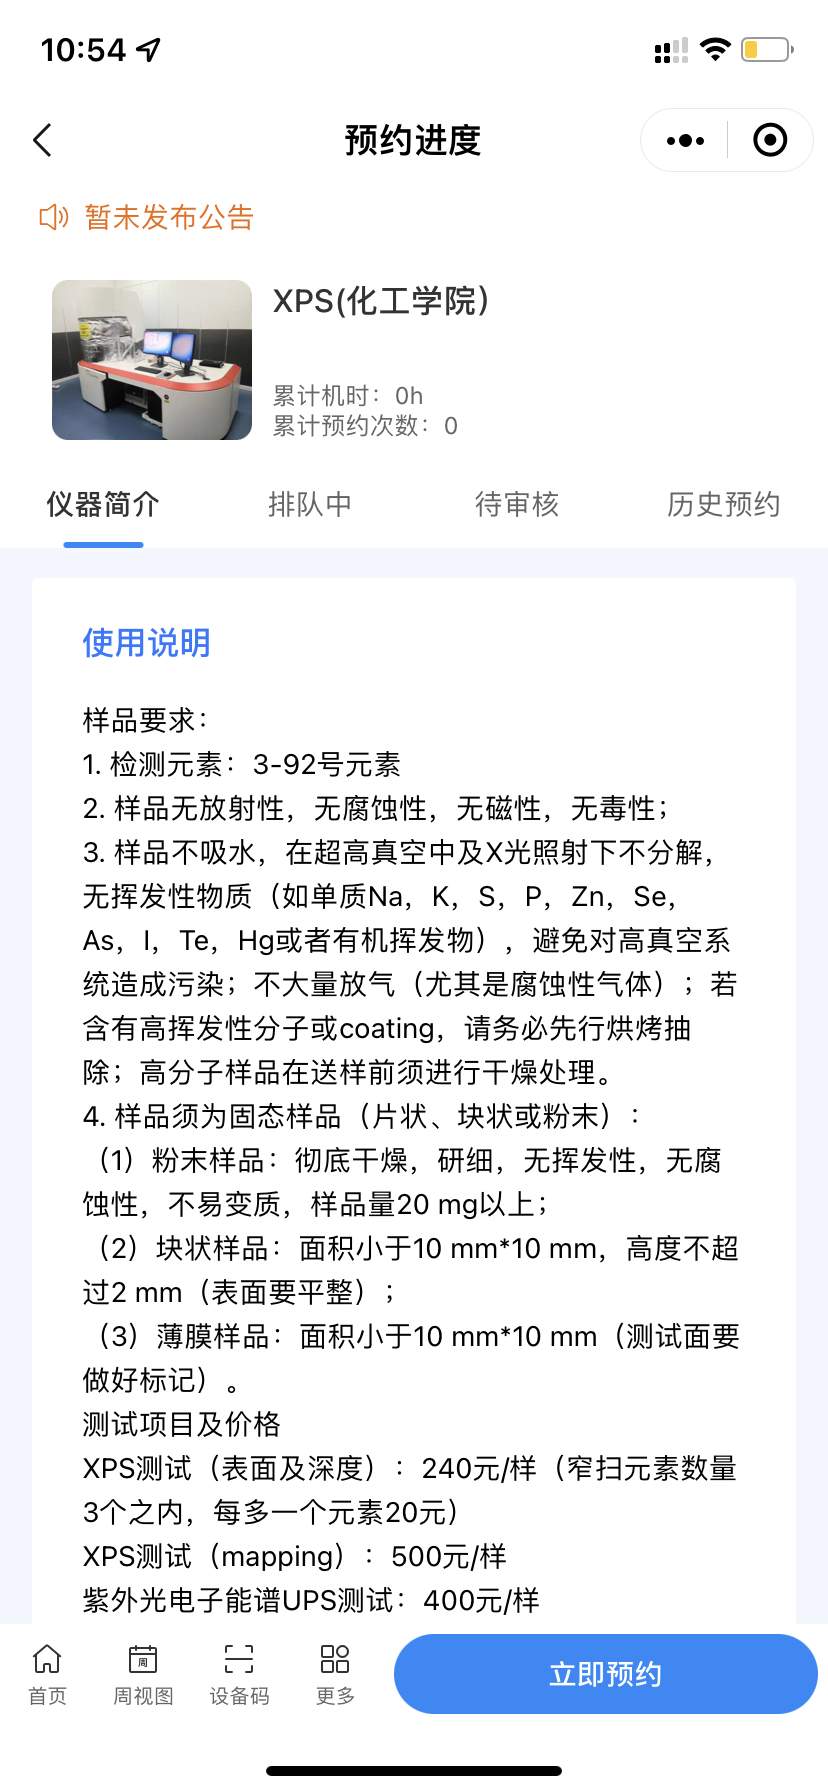 10:54
预约进度
暂未发布公告
XPS(化工学院)
累计机时：0h
累计预约次数：0
仪器简介
排队中
待审核
历史预约
使用说明
样品要求：
1. 检测元素：3-92号元素
2. 样品无放射性，无腐蚀性，无磁性，无毒性；
3. 样品不吸水，在超高真空中及X光照射下不分解，
无挥发性物质（如单质Na，K，S，P，Zn，Se，
As，I，Te，Hg或者有机挥发物），避免对高真空系
统造成污染；不大量放气（尤其是腐蚀性气体）；若
含有高挥发性分子或coating，请务必先行烘烤抽
除；高分子样品在送样前须进行干燥处理。
4. 样品须为固态样品（片状、块状或粉末）：
（1）粉末样品：彻底干燥，研细，无挥发性，无腐
蚀性，不易变质，样品量20 mg以上；
（2）块状样品：面积小于10 mm*10 mm，高度不超
过2 mm（表面要平整）；
（3）薄膜样品：面积小于10 mm*10 mm（测试面要
做好标记）。
测试项目及价格
XPS测试（表面及深度）：240元/样（窄扫元素数量
3个之内，每多一个元素20元）
XPS测试（mapping）：500元/样
紫外光电子能谱UPS测试：400元/样
首页
周
周视图
设备码
更多
立即预约